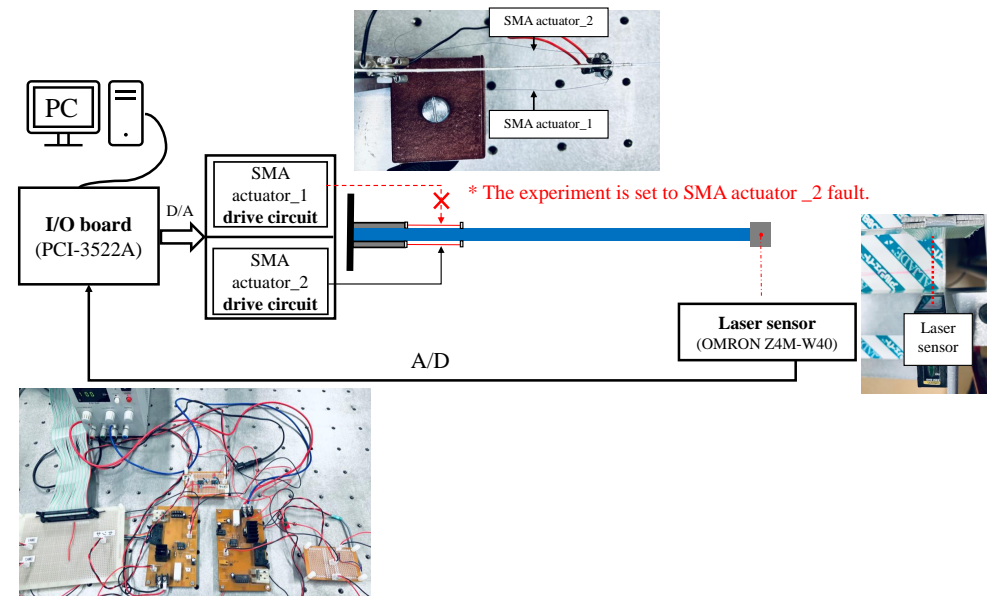 SMA actuator_2
SMA actuator_1
PC
SMA
actuator_1
drive circuit
* The experiment is set to SMA actuator _2 fault.
I/O board
(PCI-3522A)
D/A
SMA
actuator_2
drive circuit
Laser sensor
(OMRON Z4M-W40)
Laser
sensor
A/D